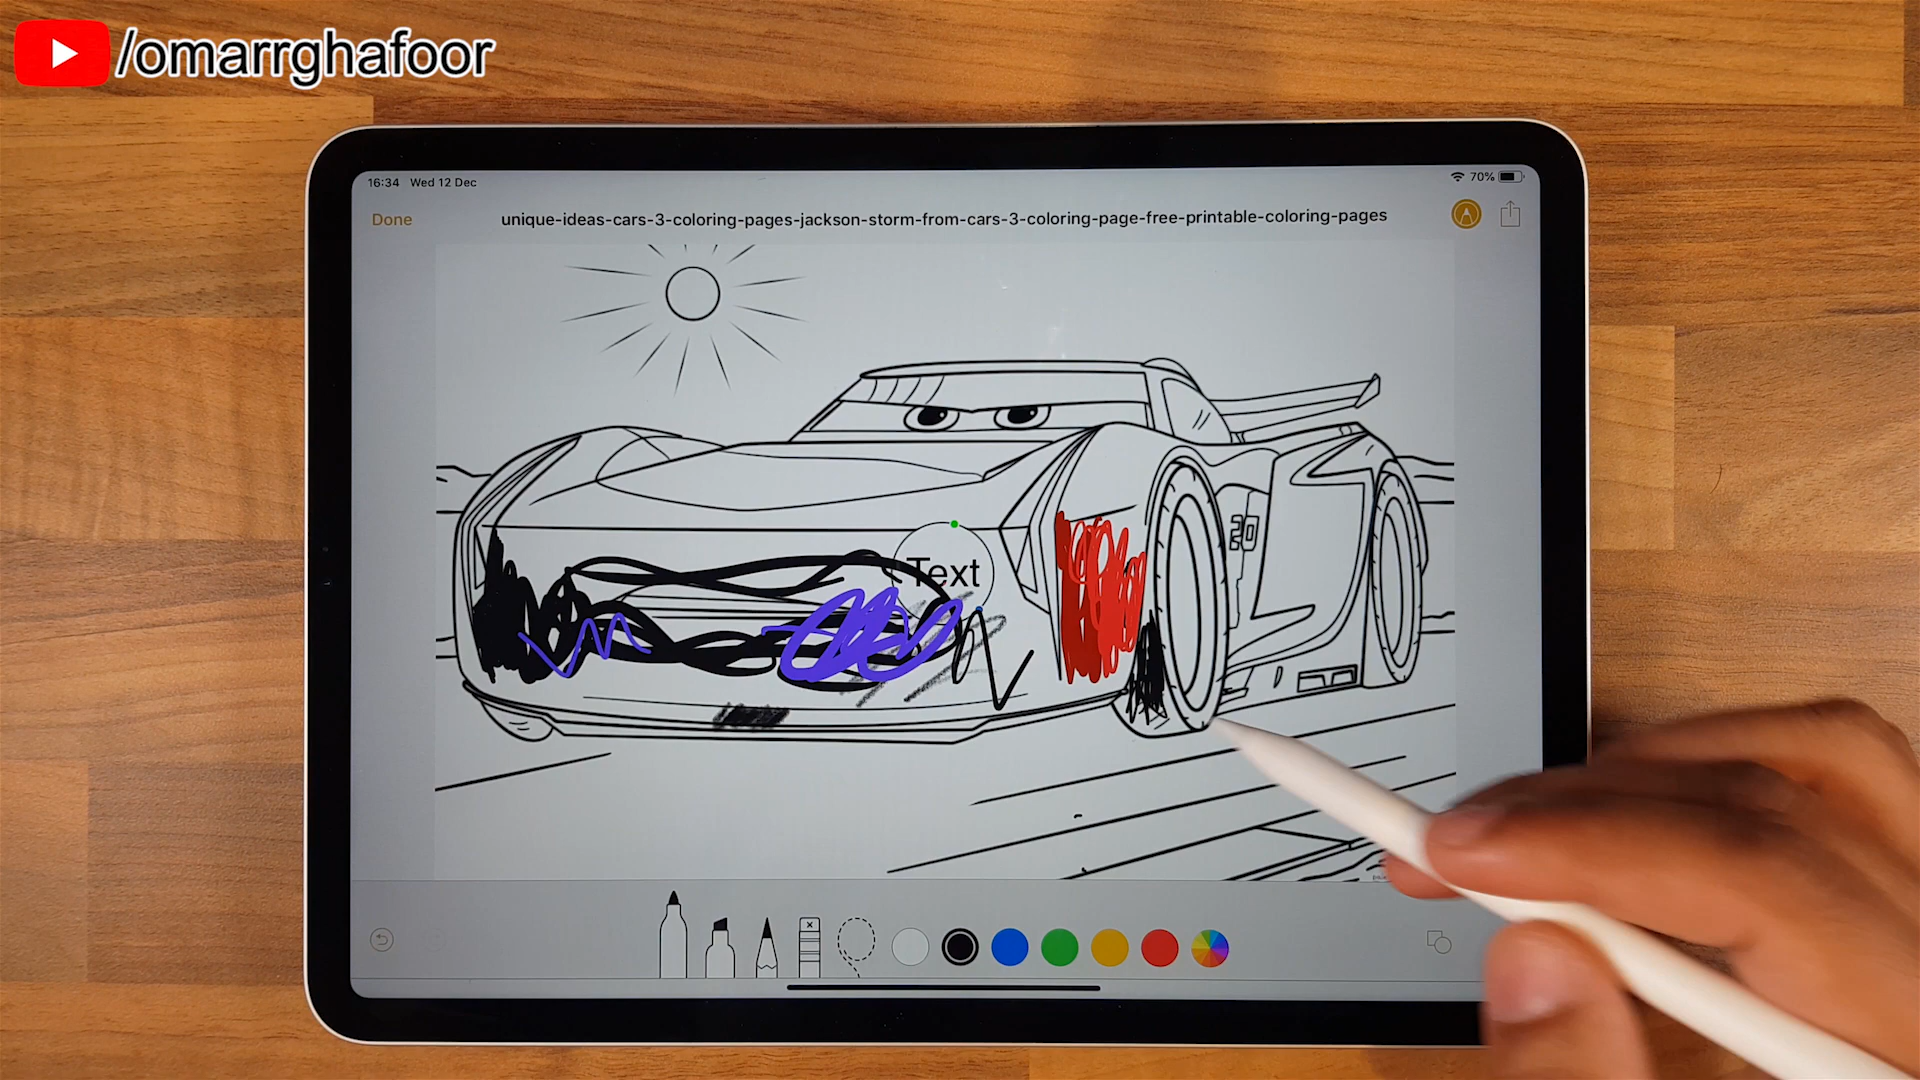 /omarrghafoor
16:34 Wed 12 Dec
70%
Done
unique-ideas-cars-3-coloring-pages-jackson-storm-from-cars-3-coloring-page-free-printable-coloring-pages
Text
20